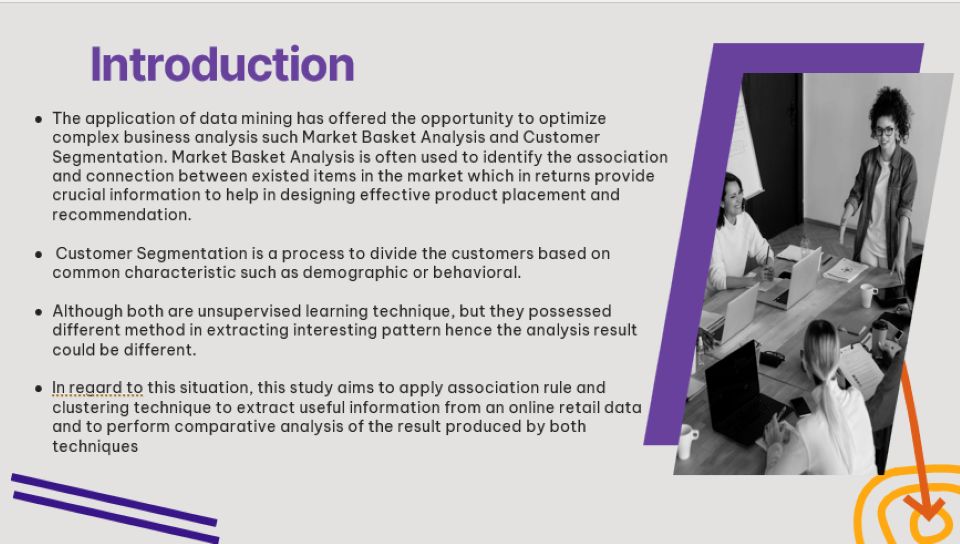 Introduction
• The application of data mining has offered the opportunity to optimize
complex business analysis such Market Basket Analysis and Customer
Segmentation. Market Basket Analysis is often used to identify the association
and connection between existed items in the market which in returns provide
crucial information to help in designing effective product placement and
recommendation.
• Customer Segmentation is a process to divide the customers based on
common characteristic such as demographic or behavioral.
• Although both are unsupervised learning technique, but they possessed
different method in extracting interesting pattern hence the analysis result
could be different.
• In regard to this situation, this study aims to apply association rule and
clustering technique to extract useful information from an online retail data
and to perform comparative analysis of the result produced by both
techniques